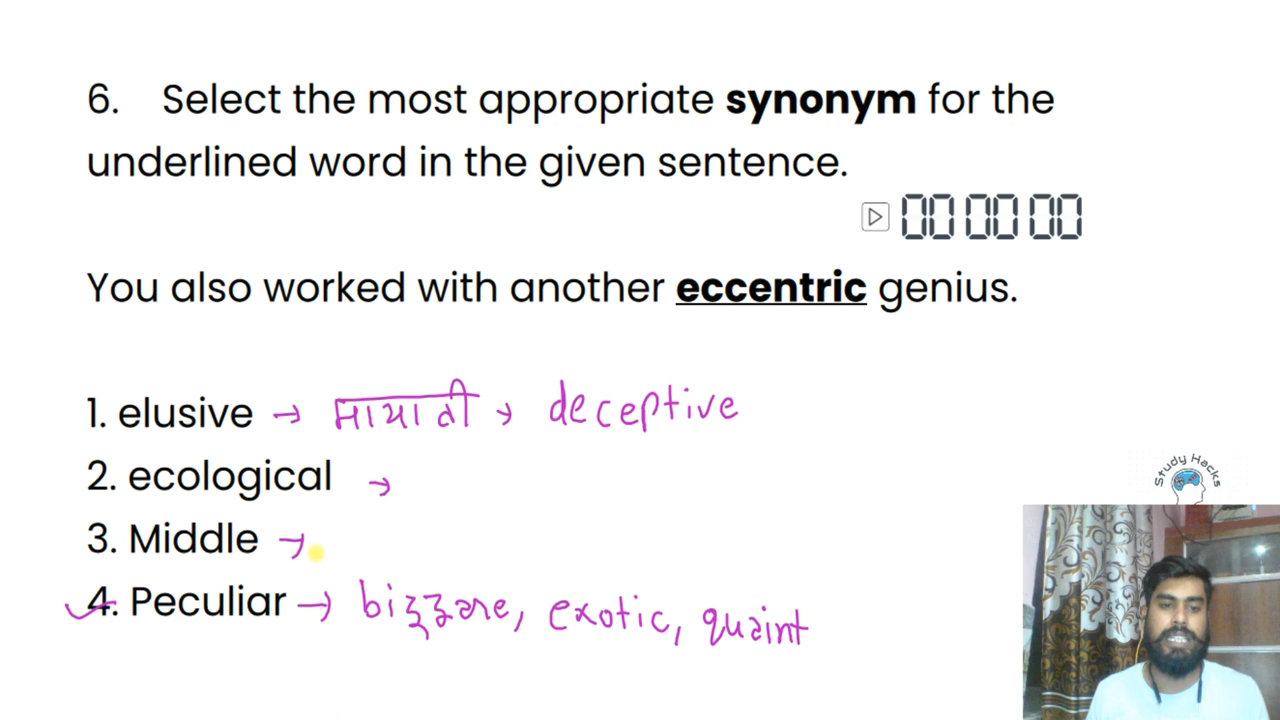 6. Select the most appropriate synonym for the
underlined word in the given sentence.
00 00 00
You also worked with another eccentric genius.
1. elusive → मायावी → deceptive
2. ecological →
3. Middle →
4. Peculiar → bizzare, exotic, quaint
Study Hacks